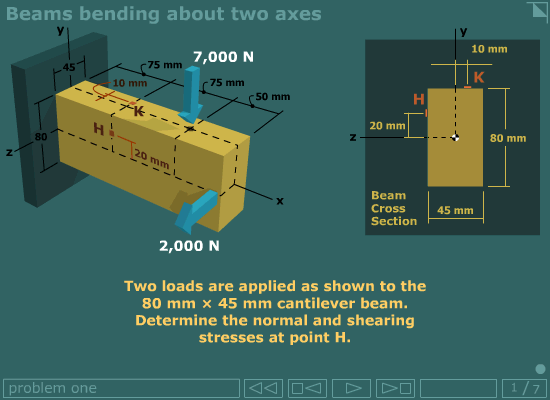 Beams bending about two axes
y
45
75 mm
7,000 N
10 mm
75 mm
50 mm
K
H
80
20 mm
z
x
2,000 N
y
10 mm
K
H
20 mm
z
80 mm
Beam
Cross
Section
45 mm
Two loads are applied as shown to the
80 mm × 45 mm cantilever beam.
Determine the normal and shearing
stresses at point H.
problem one
1 / 7